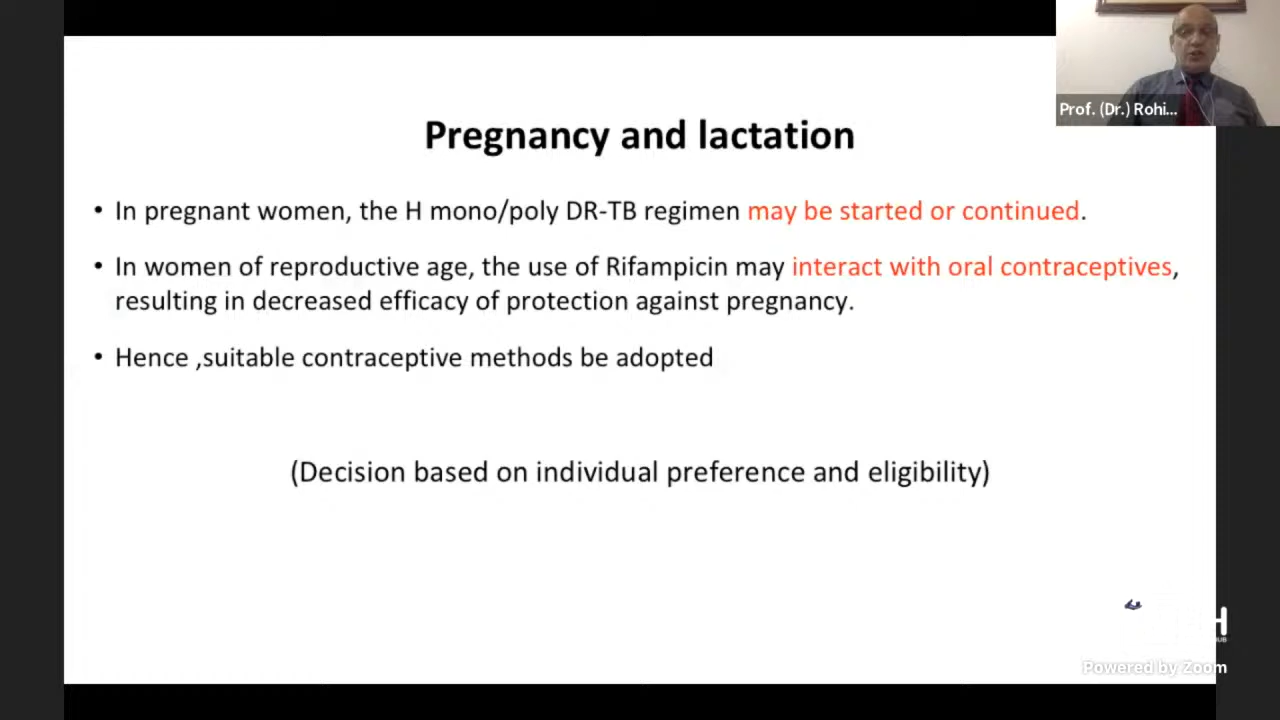 Prof. (Dr.) Rohi...
Pregnancy and lactation
• In pregnant women, the H mono/poly DR-TB regimen may be started or continued.
• In women of reproductive age, the use of Rifampicin may interact with oral contraceptives,
resulting in decreased efficacy of protection against pregnancy.
• Hence ,suitable contraceptive methods be adopted
(Decision based on individual preference and eligibility)
Powered by Zoom